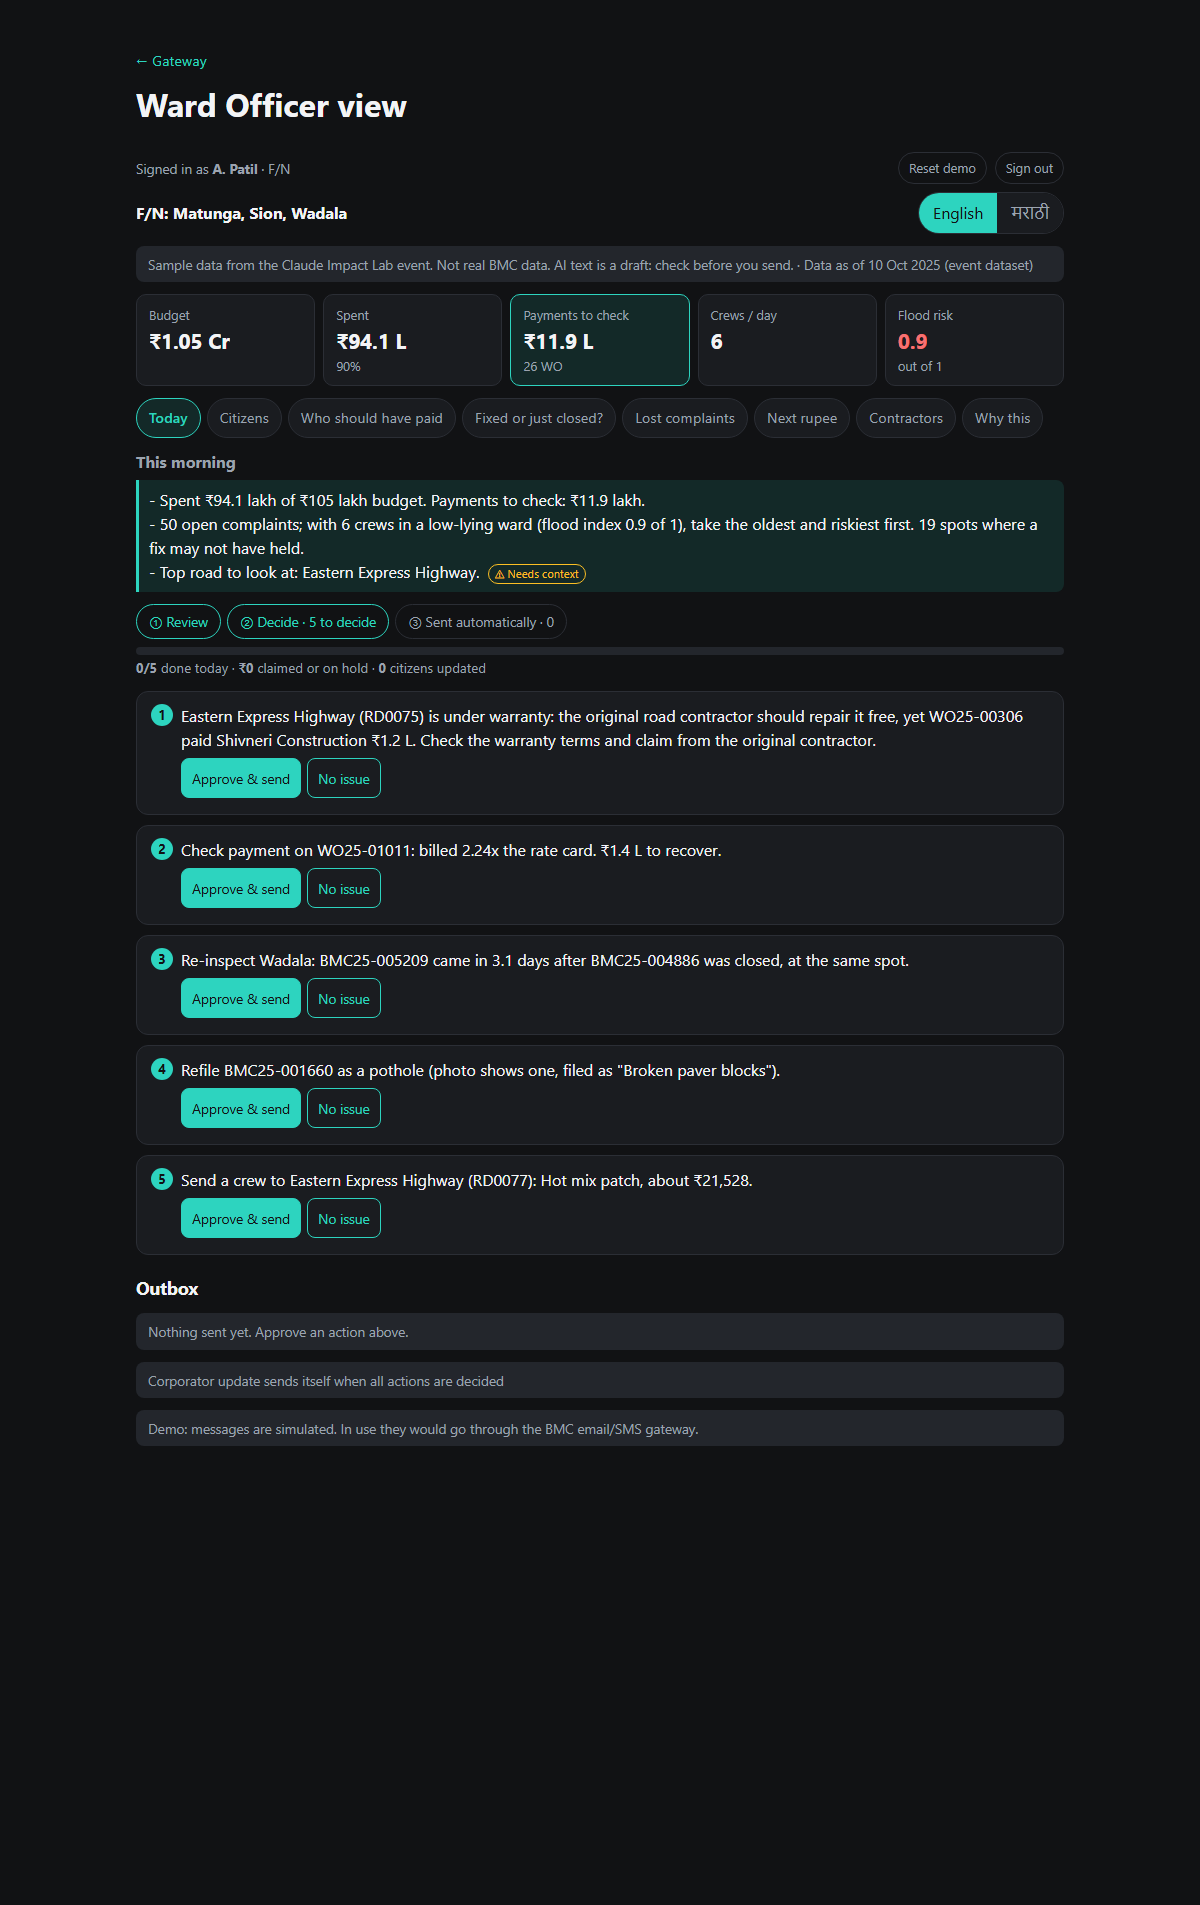 ← Gateway
Ward Officer view
Signed in as A. Patil · F/N
Reset demo
Sign out
F/N: Matunga, Sion, Wadala
English
मराठी
Sample data from the Claude Impact Lab event. Not real BMC data. AI text is a draft: check before you send. · Data as of 10 Oct 2025 (event dataset)
Budget
₹1.05 Cr
Spent
₹94.1 L
90%
Payments to check
₹11.9 L
26 WO
Crews / day
6
Flood risk
0.9
out of 1
Today
Citizens
Who should have paid
Fixed or just closed?
Lost complaints
Next rupee
Contractors
Why this
This morning
- Spent ₹94.1 lakh of ₹105 lakh budget. Payments to check: ₹11.9 lakh.
- 50 open complaints; with 6 crews in a low-lying ward (flood index 0.9 of 1), take the oldest and riskiest first. 19 spots where a
fix may not have held.
- Top road to look at: Eastern Express Highway. ⚠ Needs context
① Review
② Decide · 5 to decide
③ Sent automatically · 0
0/5 done today · ₹0 claimed or on hold · 0 citizens updated
1 Eastern Express Highway (RD0075) is under warranty: the original road contractor should repair it free, yet WO25-00306
paid Shivneri Construction ₹1.2 L. Check the warranty terms and claim from the original contractor.
Approve & send
No issue
2 Check payment on WO25-01011: billed 2.24x the rate card. ₹1.4 L to recover.
Approve & send
No issue
3 Re-inspect Wadala: BMC25-005209 came in 3.1 days after BMC25-004886 was closed, at the same spot.
Approve & send
No issue
4 Refile BMC25-001660 as a pothole (photo shows one, filed as "Broken paver blocks").
Approve & send
No issue
5 Send a crew to Eastern Express Highway (RD0077): Hot mix patch, about ₹21,528.
Approve & send
No issue
Outbox
Nothing sent yet. Approve an action above.
Corporator update sends itself when all actions are decided
Demo: messages are simulated. In use they would go through the BMC email/SMS gateway.